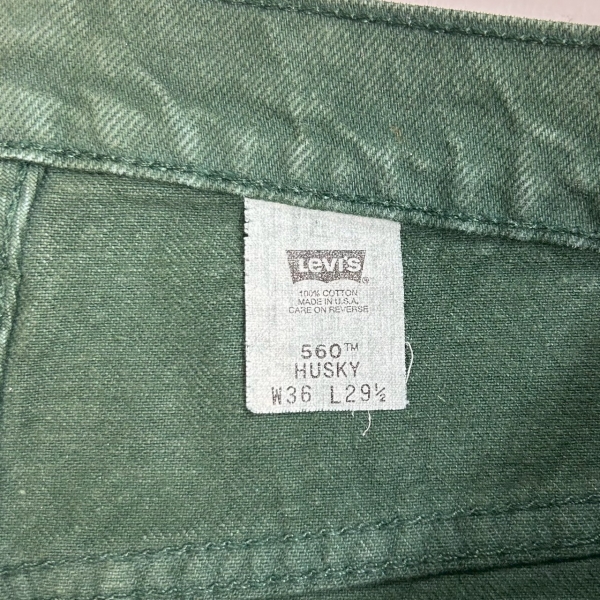 Levi's®
100% COTTON
MADE IN U.S.A.
CARE ON REVERSE
560™
HUSKY
W36 L29½